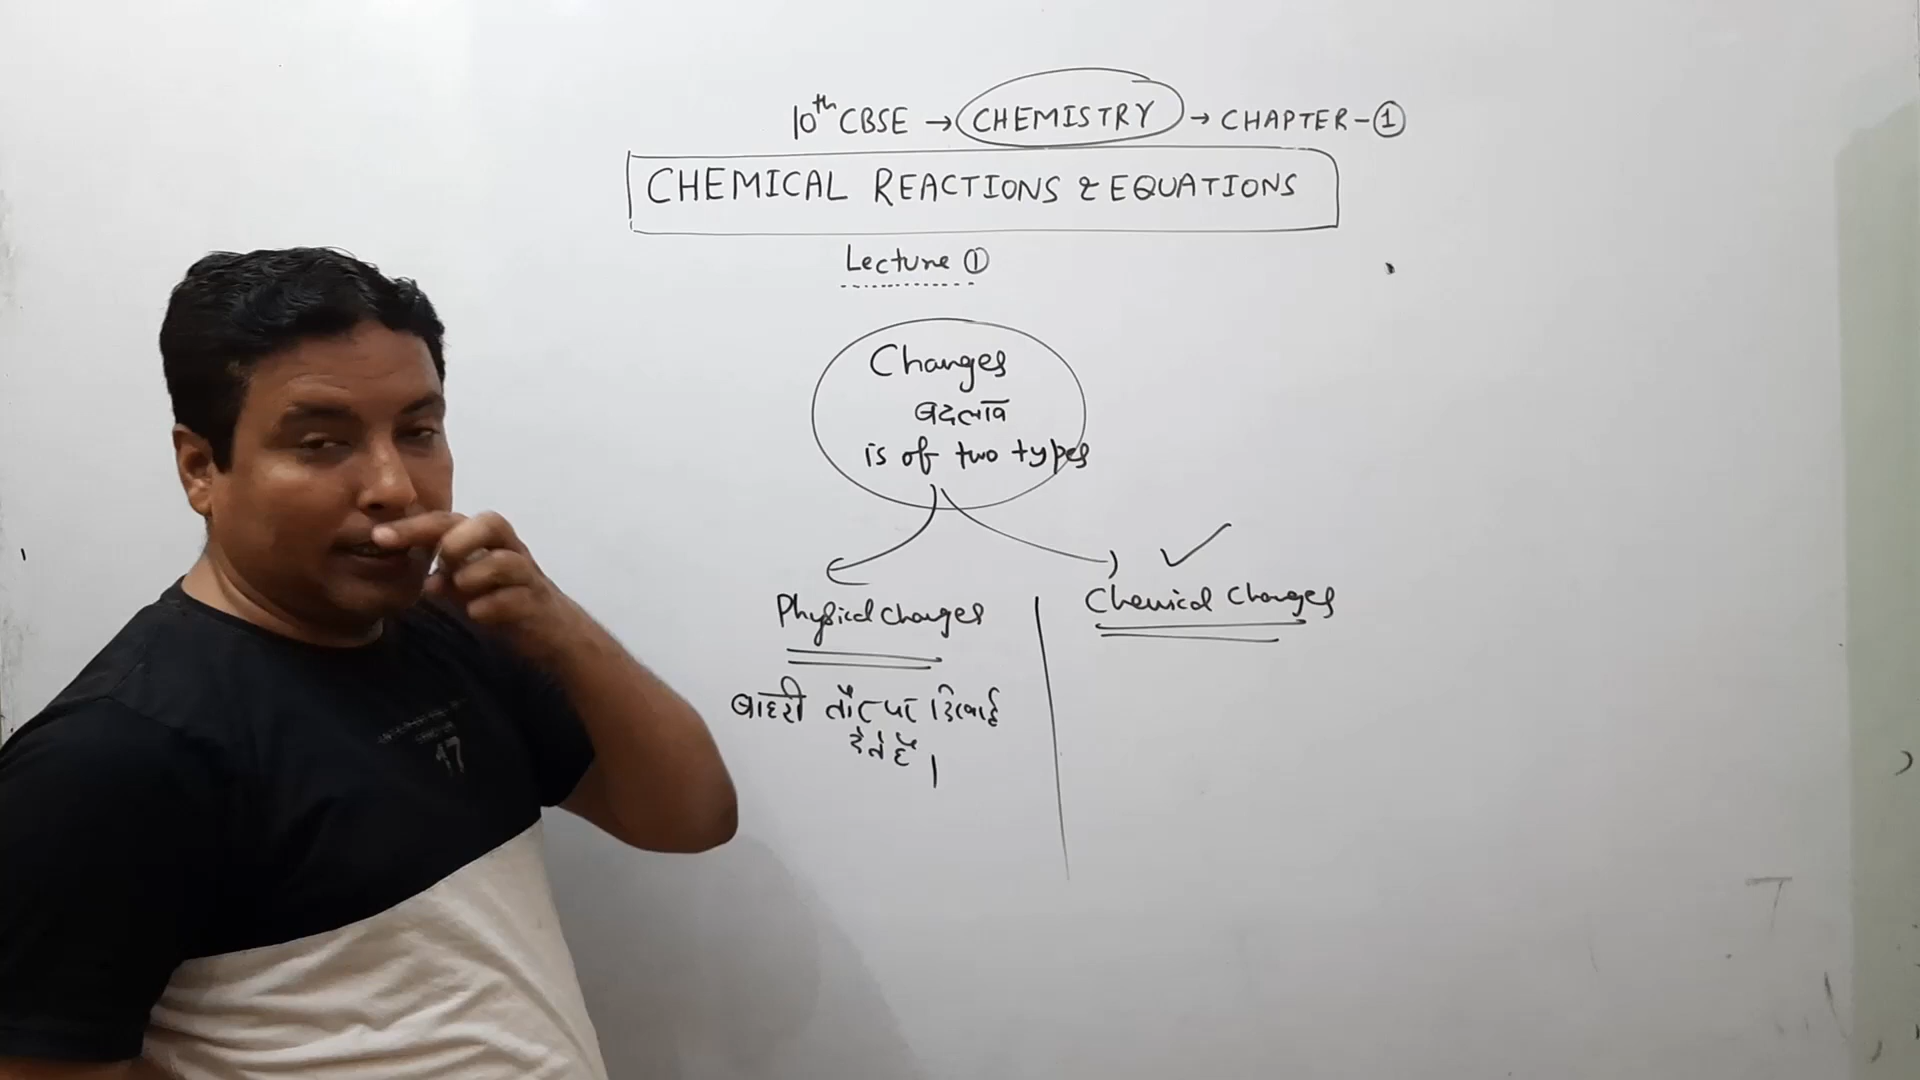 10th CBSE → CHEMISTRY → CHAPTER-①
CHEMICAL REACTIONS & EQUATIONS
Lecture ①
Changes
बदलाव
is of two types
Physical changes
Chemical changes
बाहरी तौर पर दिखाई
देते हैं।
17